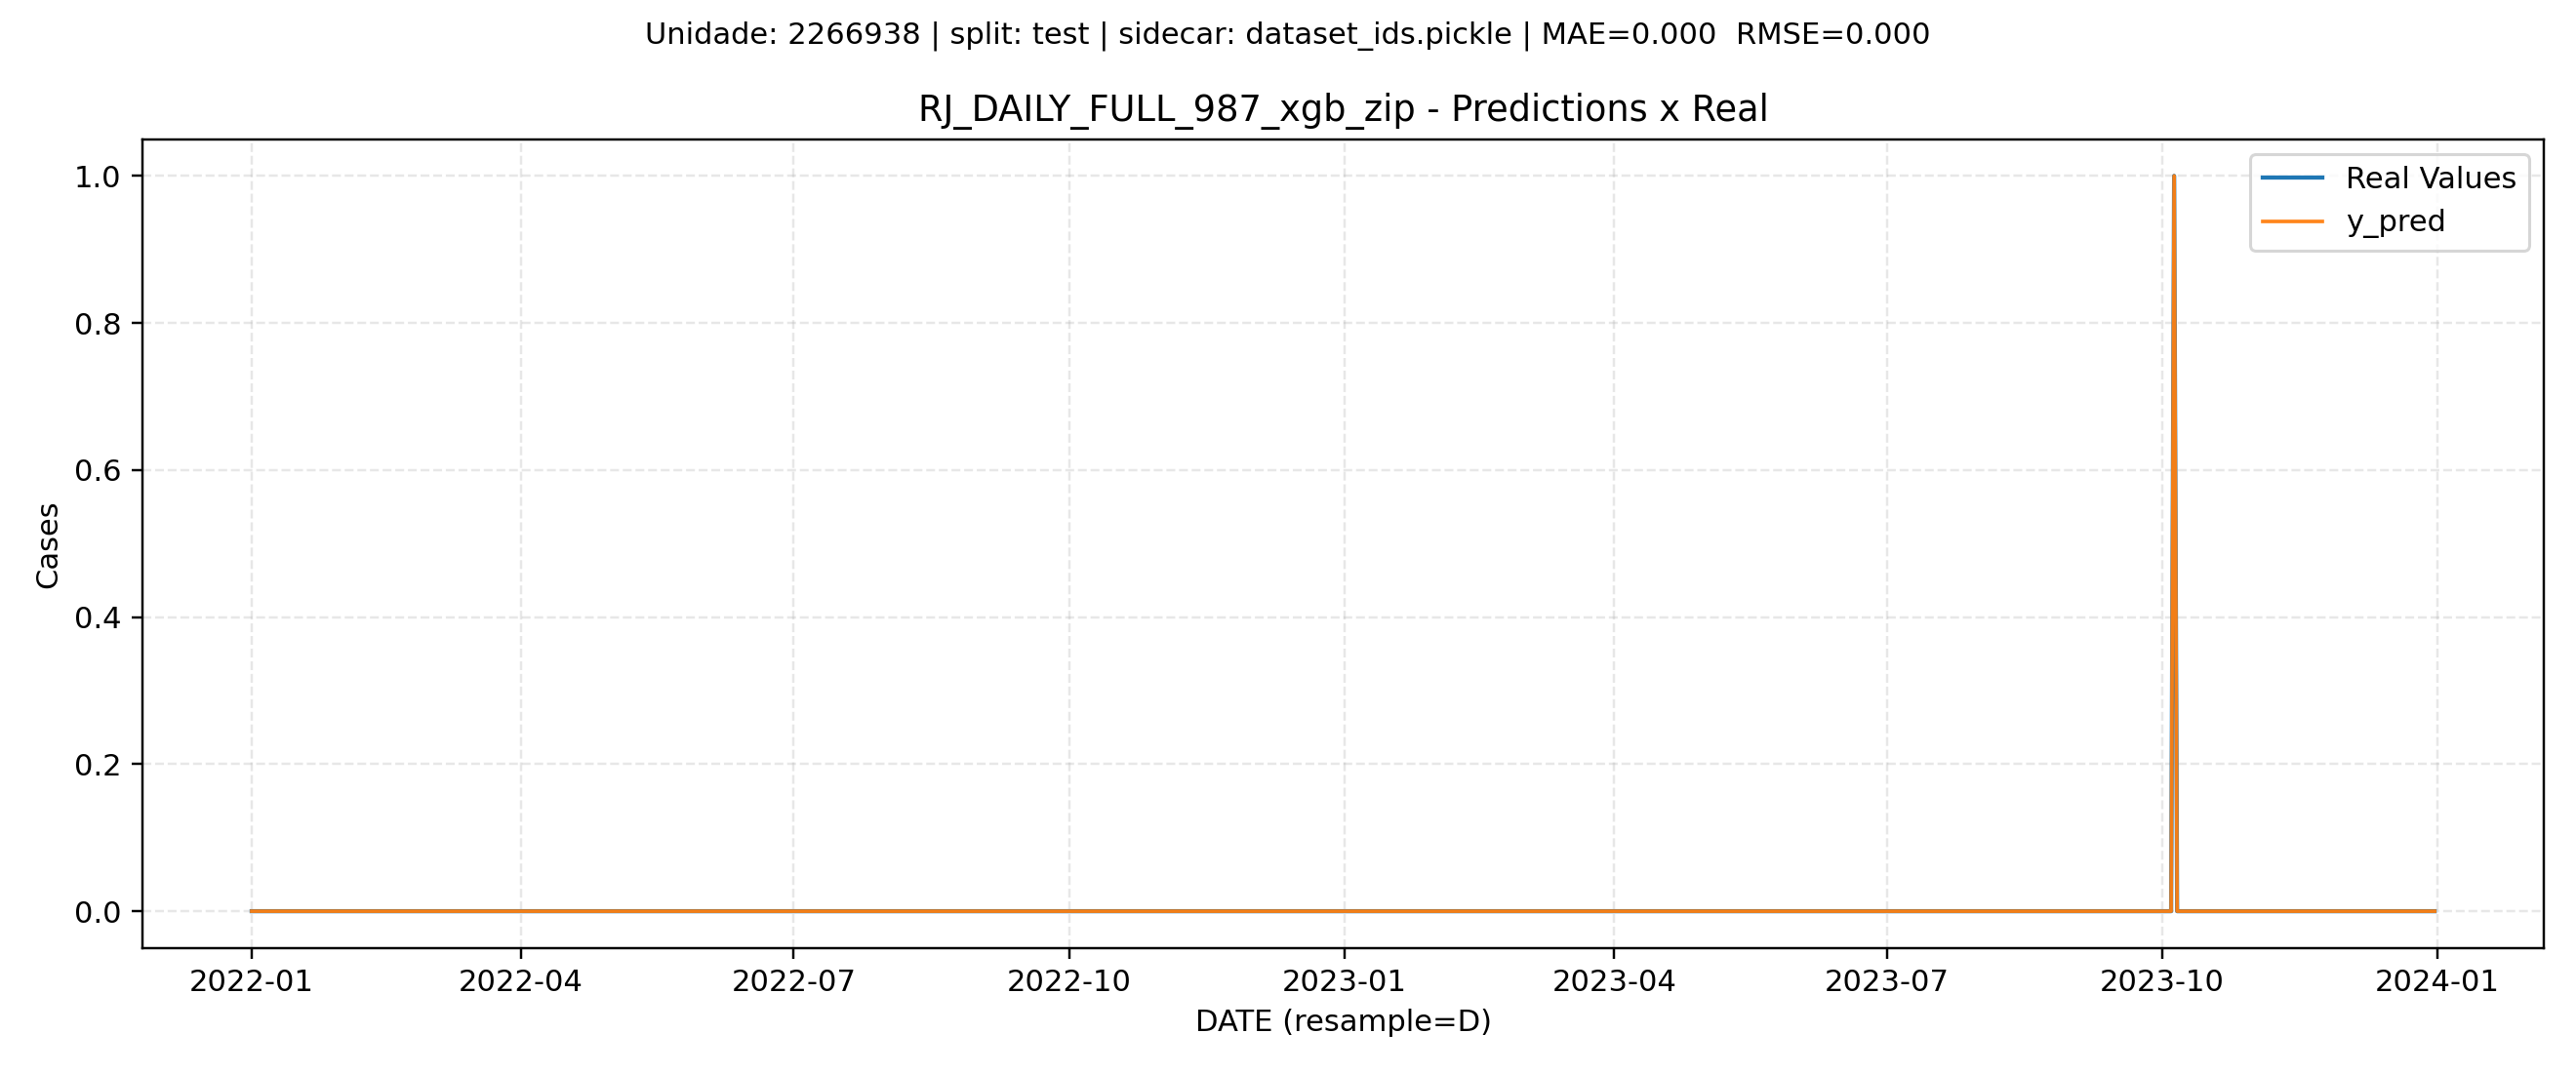 Unidade: 2266938 | split: test | sidecar: dataset_ids.pickle | MAE=0.000  RMSE=0.000
RJ_DAILY_FULL_987_xgb_zip - Predictions x Real
Real Values
y_pred
1.0
0.8
0.6
0.4
0.2
0.0
Cases
2022-01 2022-04 2022-07 2022-10 2023-01 2023-04 2023-07 2023-10 2024-01
DATE (resample=D)